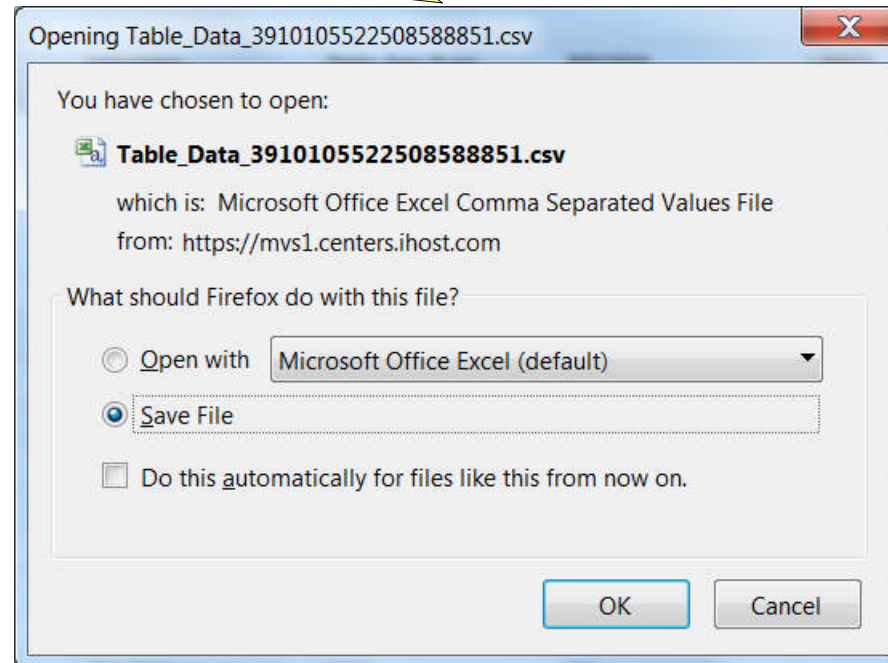 Opening Table_Data_3910105522508588851.csv
You have chosen to open:
Table_Data_3910105522508588851.csv
which is: Microsoft Office Excel Comma Separated Values File
from: https://mvs1.centers.ihost.com
What should Firefox do with this file?
Open with Microsoft Office Excel (default)
Save File
Do this automatically for files like this from now on.
OK Cancel